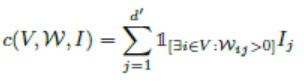 c(V, 𝒲, I) = \sum_{j=1}^{d'} 𝟙_{[∃i∈V:𝒲_{ij}>0]} I_j